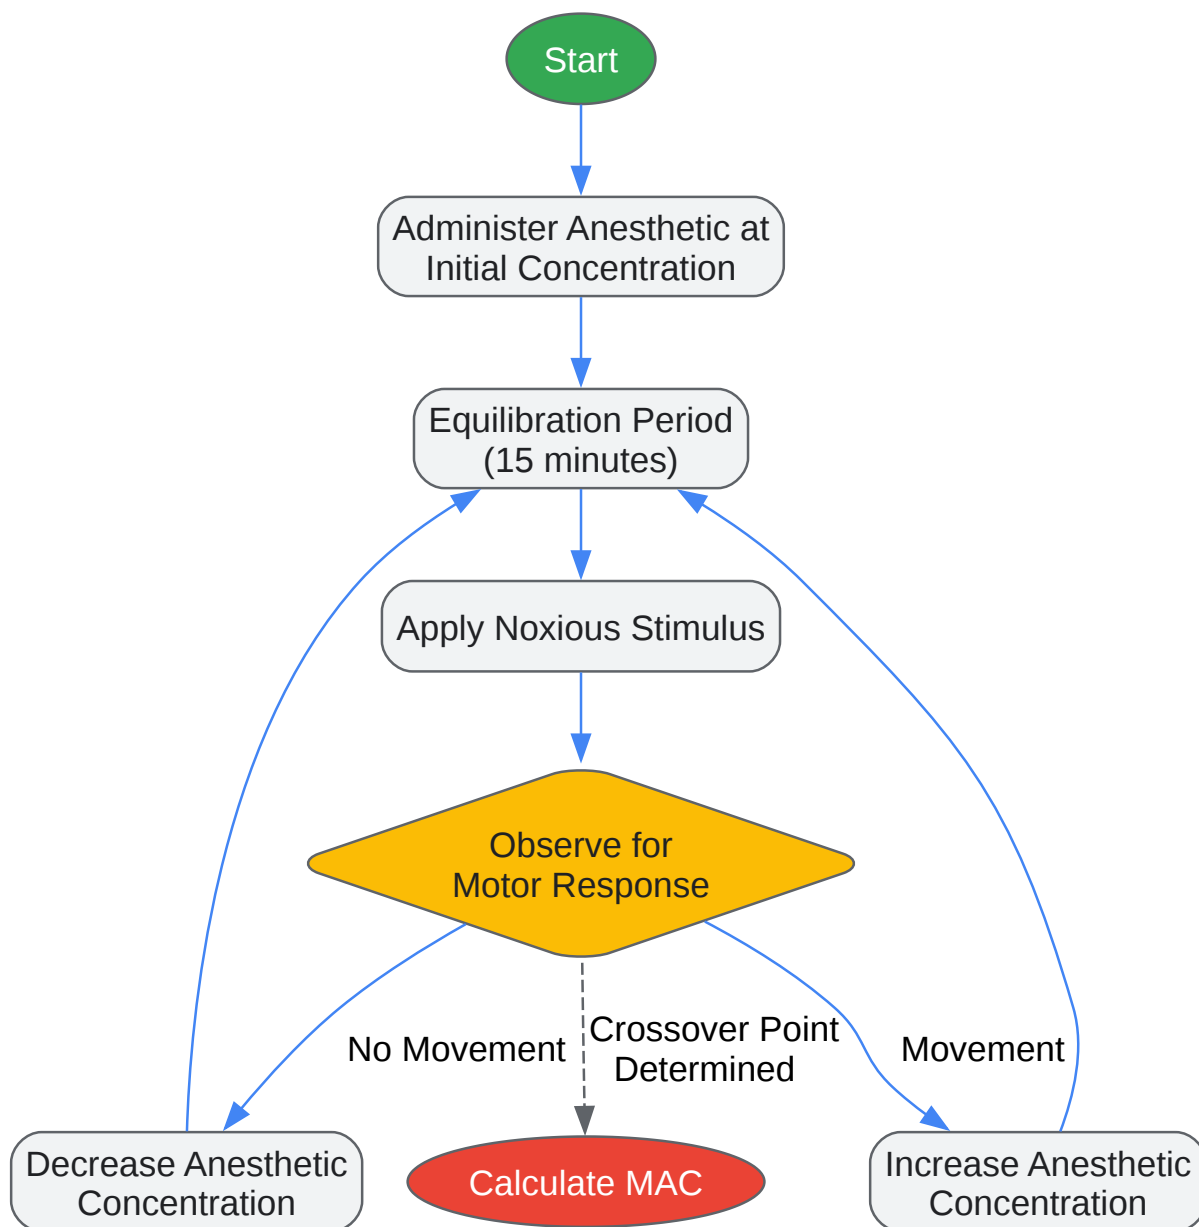 Start
Administer Anesthetic at
Initial Concentration
Equilibration Period
(15 minutes)
Apply Noxious Stimulus
Observe for
Motor Response
No Movement
Crossover Point
Determined
Movement
Decrease Anesthetic
Concentration
Calculate MAC
Increase Anesthetic
Concentration